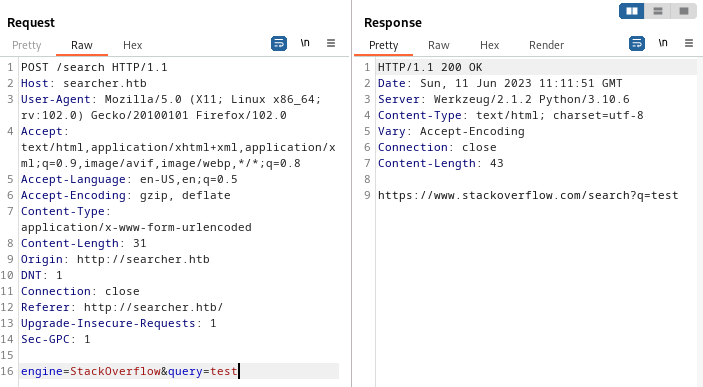 Request
Pretty Raw Hex \n
1 POST /search HTTP/1.1
2 Host: searcher.htb
3 User-Agent: Mozilla/5.0 (X11; Linux x86_64;
rv:102.0) Gecko/20100101 Firefox/102.0
4 Accept:
text/html,application/xhtml+xml,application/x
ml;q=0.9,image/avif,image/webp,*/*;q=0.8
5 Accept-Language: en-US,en;q=0.5
6 Accept-Encoding: gzip, deflate
7 Content-Type:
application/x-www-form-urlencoded
8 Content-Length: 31
9 Origin: http://searcher.htb
10 DNT: 1
11 Connection: close
12 Referer: http://searcher.htb/
13 Upgrade-Insecure-Requests: 1
14 Sec-GPC: 1
15
16 engine=StackOverflow&query=test
Response
Pretty Raw Hex Render \n
1 HTTP/1.1 200 OK
2 Date: Sun, 11 Jun 2023 11:11:51 GMT
3 Server: Werkzeug/2.1.2 Python/3.10.6
4 Content-Type: text/html; charset=utf-8
5 Vary: Accept-Encoding
6 Connection: close
7 Content-Length: 43
8
9 https://www.stackoverflow.com/search?q=test